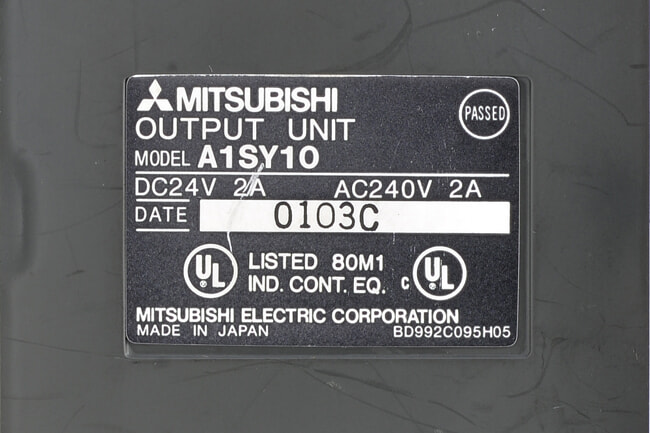 MITSUBISHI
PASSED
OUTPUT UNIT
MODEL A1SY10
DC24V 2A AC240V 2A
DATE 0103C
UL LISTED 80M1 C UL
IND. CONT. EQ.
MITSUBISHI ELECTRIC CORPORATION
MADE IN JAPAN BD992C095H05